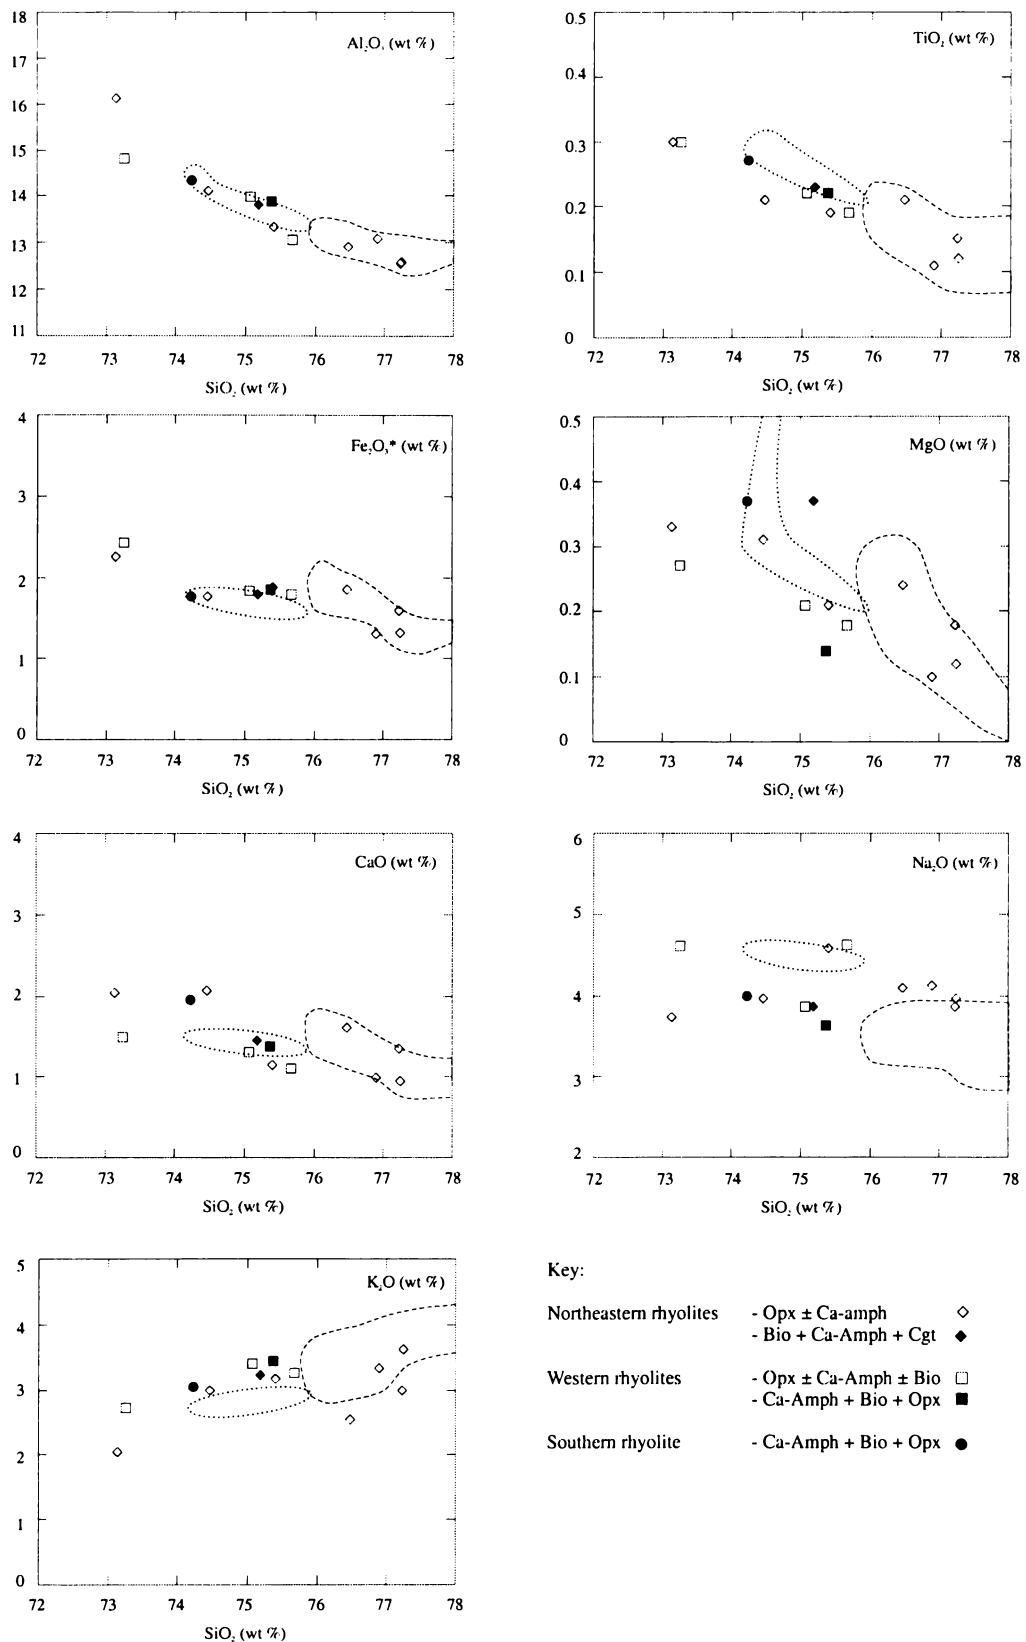 18
17
16
15
14
13
12
11
Al₂O₃ (wt %)
72 73 74 75 76 77 78
SiO₂ (wt %)
0.5
0.4
0.3
0.2
0.1
0
TiO₂ (wt %)
72 73 74 75 76 77 78
SiO₂ (wt %)
4
3
2
1
0
Fe₂O₃* (wt %)
72 73 74 75 76 77 78
SiO₂ (wt %)
0.5
0.4
0.3
0.2
0.1
0
MgO (wt %)
72 73 74 75 76 77 78
SiO₂ (wt %)
4
3
2
1
0
CaO (wt %)
72 73 74 75 76 77 78
SiO₂ (wt %)
6
5
4
3
2
Na₂O (wt %)
72 73 74 75 76 77 78
SiO₂ (wt %)
5
4
3
2
1
0
K₂O (wt %)
72 73 74 75 76 77 78
SiO₂ (wt %)
Key:
Northeastern rhyolites - Opx ± Ca-amph
- Bio + Ca-Amph + Cgt
Western rhyolites - Opx ± Ca-Amph ± Bio
- Ca-Amph + Bio + Opx
Southern rhyolite - Ca-Amph + Bio + Opx